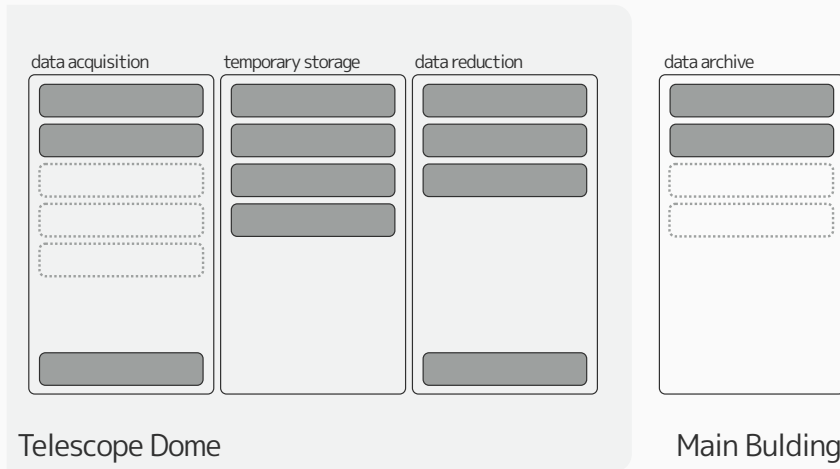 data acquisition
temporary storage
data reduction
data archive
Telescope Dome
Main Bulding